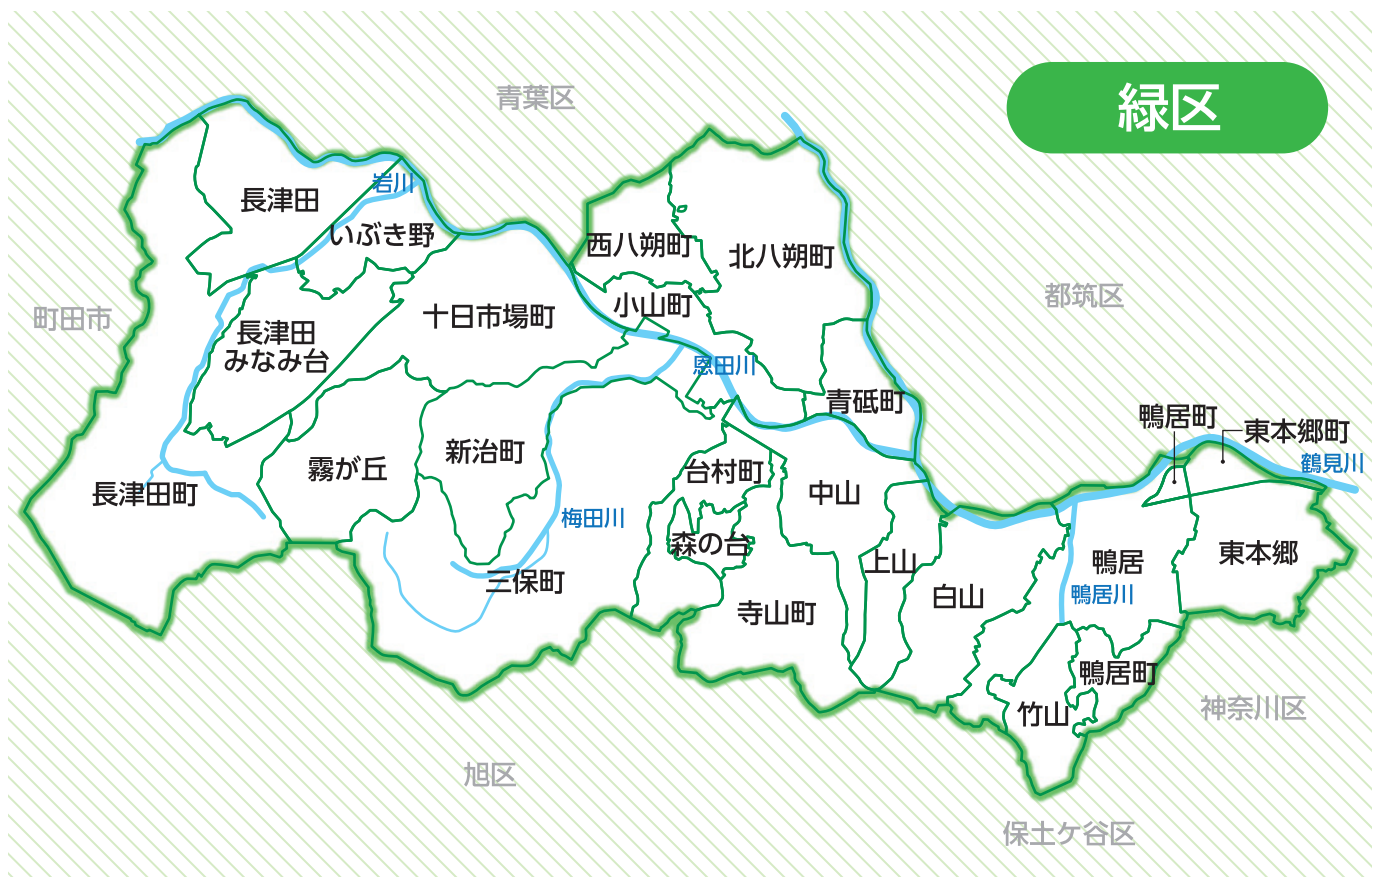 緑区
青葉区
岩川
長津田
いぶき野
西八朔町
北八朔町
都筑区
小山町
町田市
十日市場町
長津田
みなみ台
恩田川
青砥町
鴨居町
東本郷町
鶴見川
新治町
霧が丘
台村町
長津田町
中山
梅田川
森の台
東本郷
上山
鴨居
三保町
白山
鴨居川
寺山町
鴨居町
神奈川区
竹山
旭区
保土ケ谷区